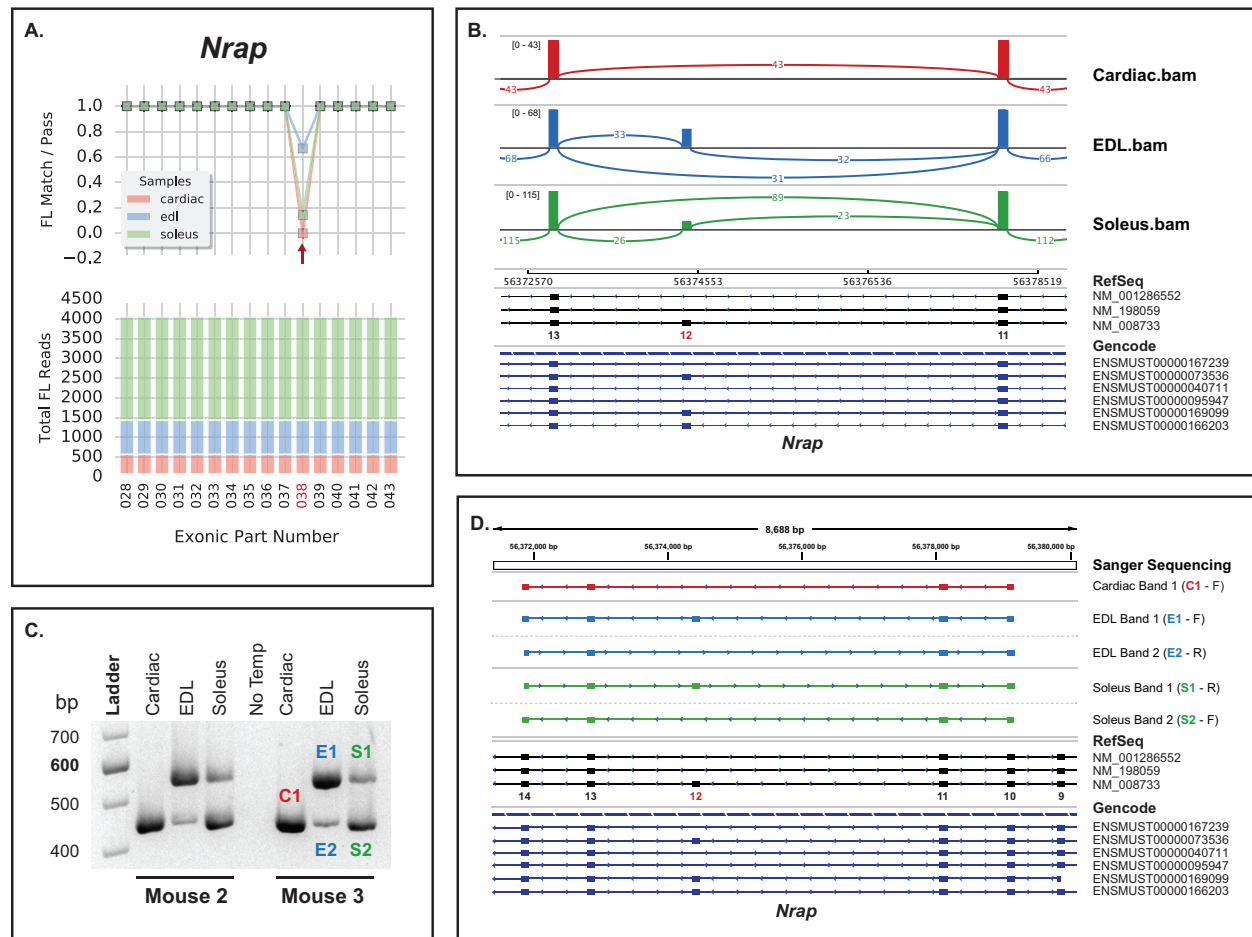 A.
Nrap
FL Match / Pass
1.0
0.8
0.6
0.4
0.2
0.0
−0.2
Samples
cardiac
edl
soleus
Total FL Reads
4500
4000
3500
3000
2500
2000
1500
1000
500
0
028 029 030 031 032 033 034 035 036 037 038 039 040 041 042 043
Exonic Part Number
B.
[0 - 43]
43
43
43
Cardiac.bam
[0 - 68]
33
68
32
66
31
EDL.bam
[0 - 115]
89
23
115
26
112
Soleus.bam
56372570 56374553 56376536 56378519
RefSeq
NM_001286552
NM_198059
NM_008733
13 12 11
Gencode
ENSMUST00000167239
ENSMUST00000073536
ENSMUST00000040711
ENSMUST00000095947
ENSMUST00000169099
ENSMUST00000166203
Nrap
C.
bp
Ladder Cardiac EDL Soleus No Temp Cardiac EDL Soleus
700
600
500
400
E1 S1
C1
E2 S2
Mouse 2 Mouse 3
D.
8,688 bp
56,372,000 bp 56,374,000 bp 56,376,000 bp 56,378,000 bp 56,380,000 bp
Sanger Sequencing
Cardiac Band 1 (C1 - F)
EDL Band 1 (E1 - F)
EDL Band 2 (E2 - R)
Soleus Band 1 (S1 - R)
Soleus Band 2 (S2 - F)
RefSeq
NM_001286552
NM_198059
NM_008733
14 13 12 11 10 9
Gencode
ENSMUST00000167239
ENSMUST00000073536
ENSMUST00000040711
ENSMUST00000095947
ENSMUST00000169099
ENSMUST00000166203
Nrap